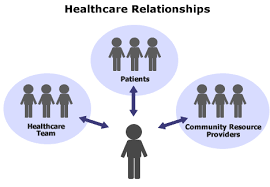 Healthcare Relationships
Patients
Healthcare
Team
Community Resource
Providers